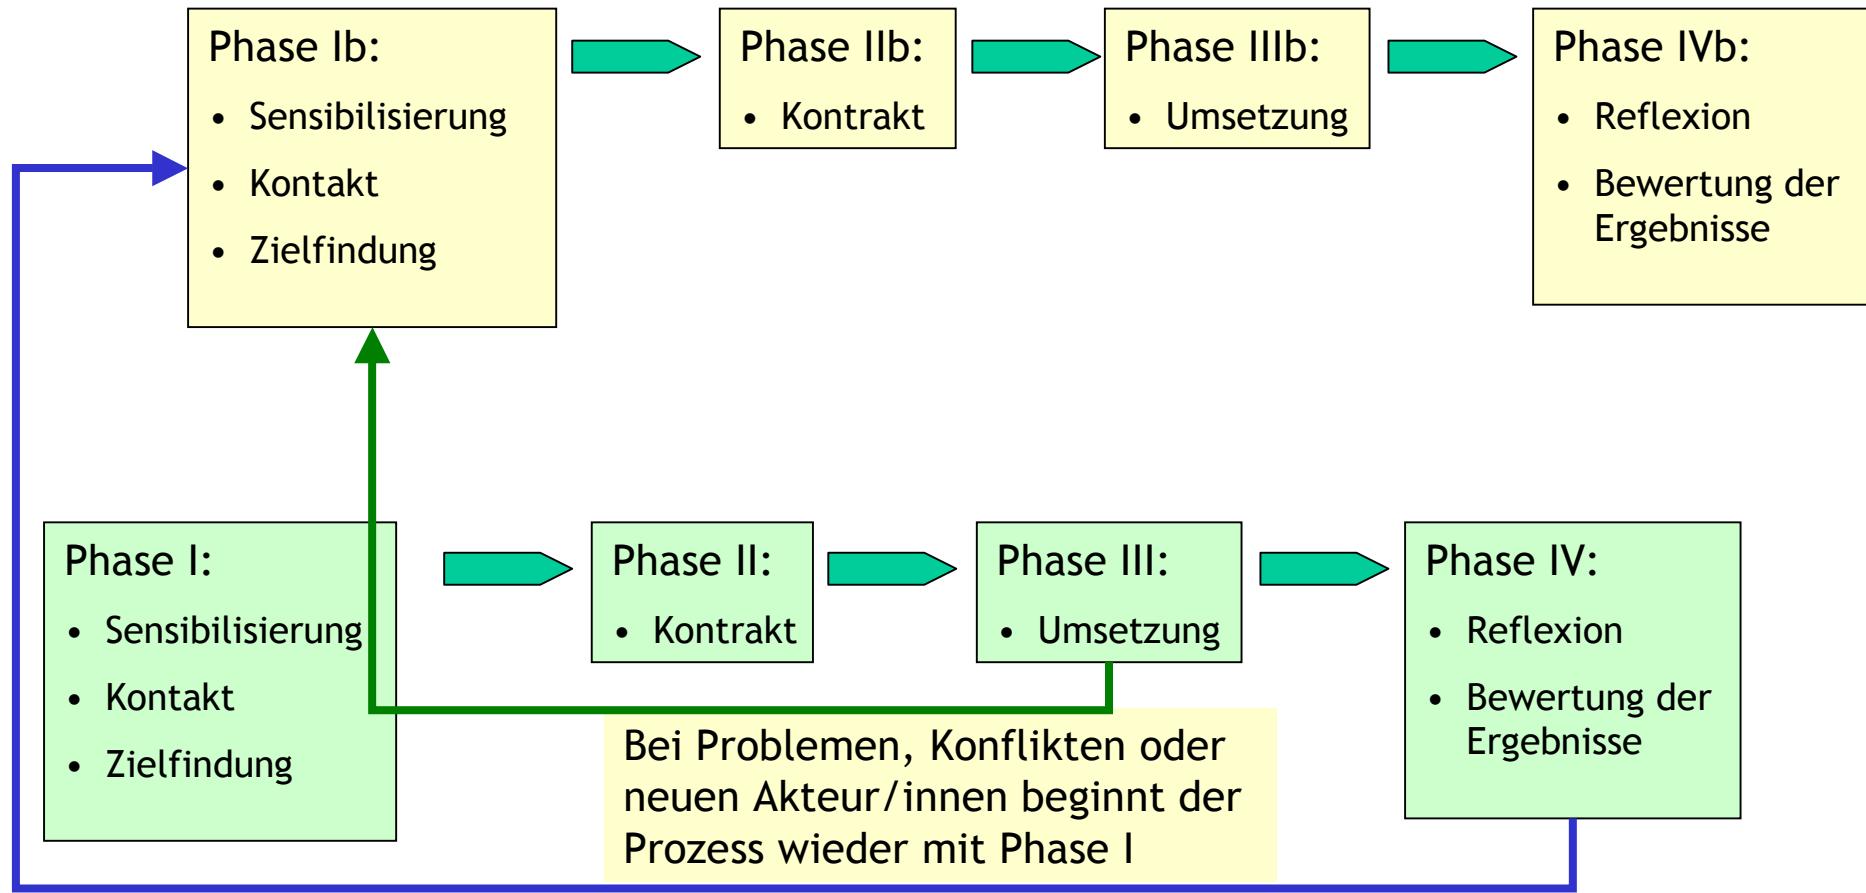 Phase Ib:
• Sensibilisierung
• Kontakt
• Zielfindung
Phase IIb:
• Kontrakt
Phase IIIb:
• Umsetzung
Phase IVb:
• Reflexion
• Bewertung der
Ergebnisse
Phase I:
• Sensibilisierung
• Kontakt
• Zielfindung
Phase II:
• Kontrakt
Phase III:
• Umsetzung
Phase IV:
• Reflexion
• Bewertung der
Ergebnisse
Bei Problemen, Konflikten oder
neuen Akteur/innen beginnt der
Prozess wieder mit Phase I